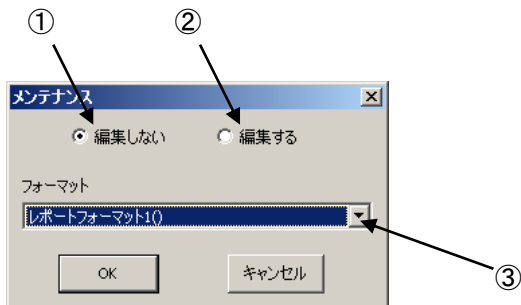 ① ②
メンテナンス
編集しない 編集する
フォーマット
レポートフォーマット1()
OK キャンセル
③